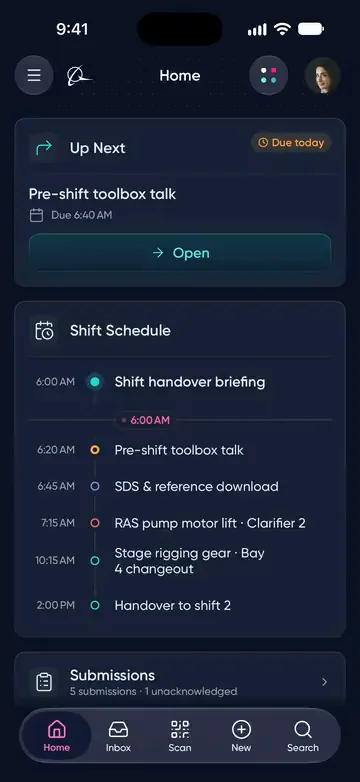 9:41
Home
Up Next
Due today
Pre-shift toolbox talk
Due 6:40 AM
Open
Shift Schedule
6:00 AM Shift handover briefing
6:00 AM
6:20 AM Pre-shift toolbox talk
6:45 AM SDS & reference download
7:15 AM RAS pump motor lift · Clarifier 2
10:15 AM Stage rigging gear · Bay
4 changeout
2:00 PM Handover to shift 2
Submissions
5 submissions · 1 unacknowledged
Home Inbox Scan New Search